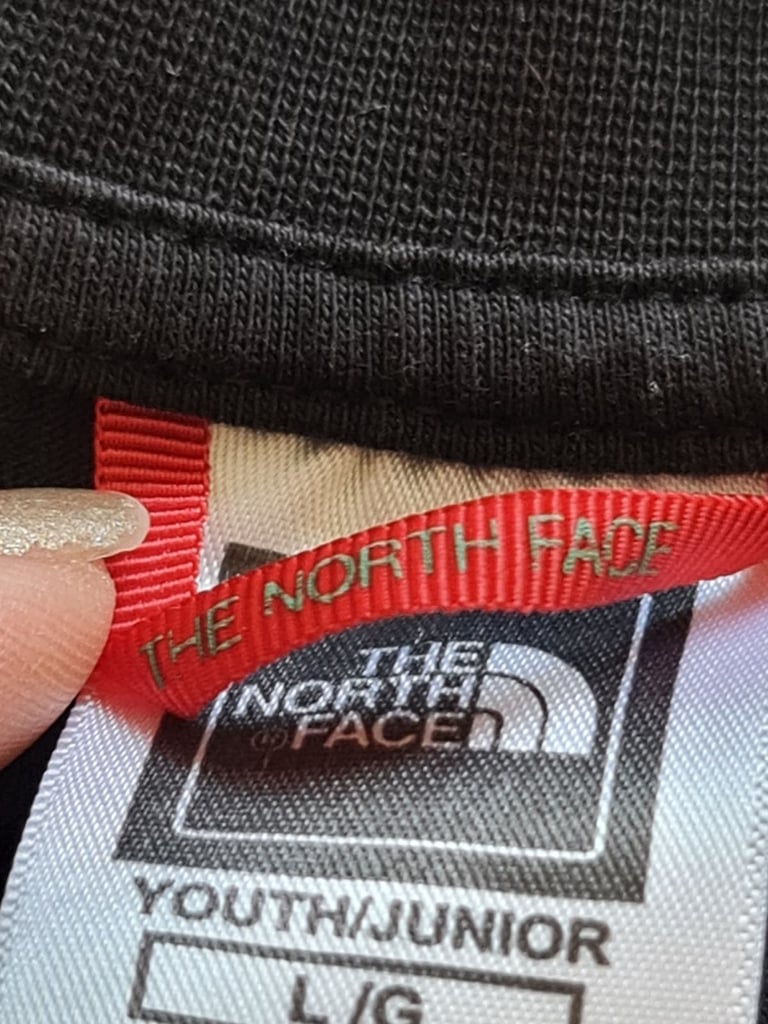 THE NORTH FACE
THE
NORTH
FACE
YOUTH/JUNIOR
L/G